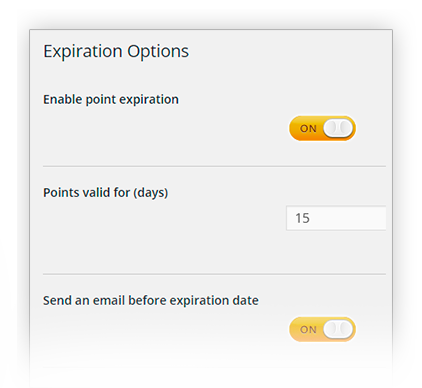 Expiration Options
Enable point expiration
ON
Points valid for (days)
15
Send an email before expiration date
ON